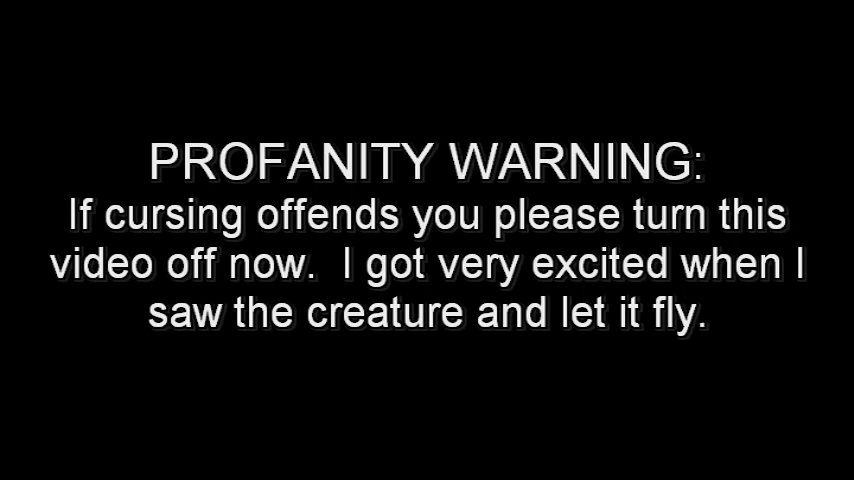 PROFANITY WARNING:
If cursing offends you please turn this
video off now.  I got very excited when I
saw the creature and let it fly.